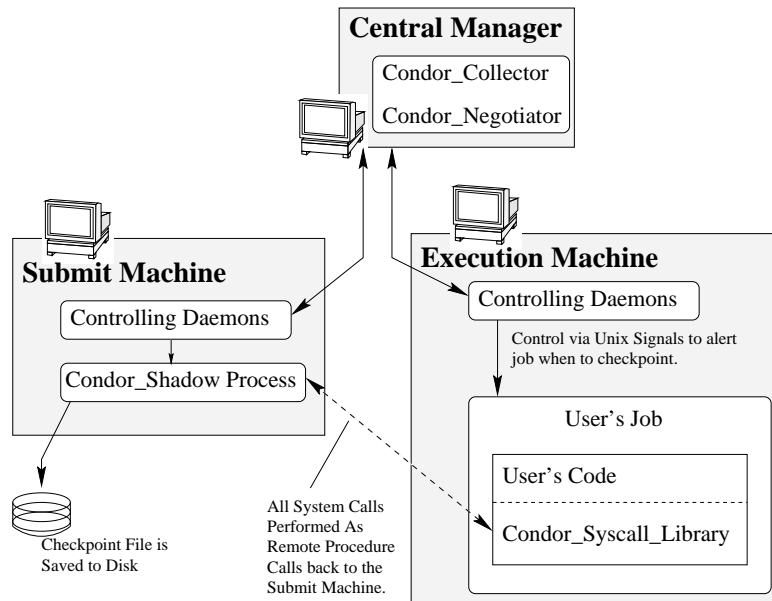 Central Manager
Condor_Collector
Condor_Negotiator
Submit Machine
Controlling Daemons
Condor_Shadow Process
Checkpoint File is
Saved to Disk
All System Calls
Performed As
Remote Procedure
Calls back to the
Submit Machine.
Execution Machine
Controlling Daemons
Control via Unix Signals to alert
job when to checkpoint.
User's Job
User's Code
Condor_Syscall_Library